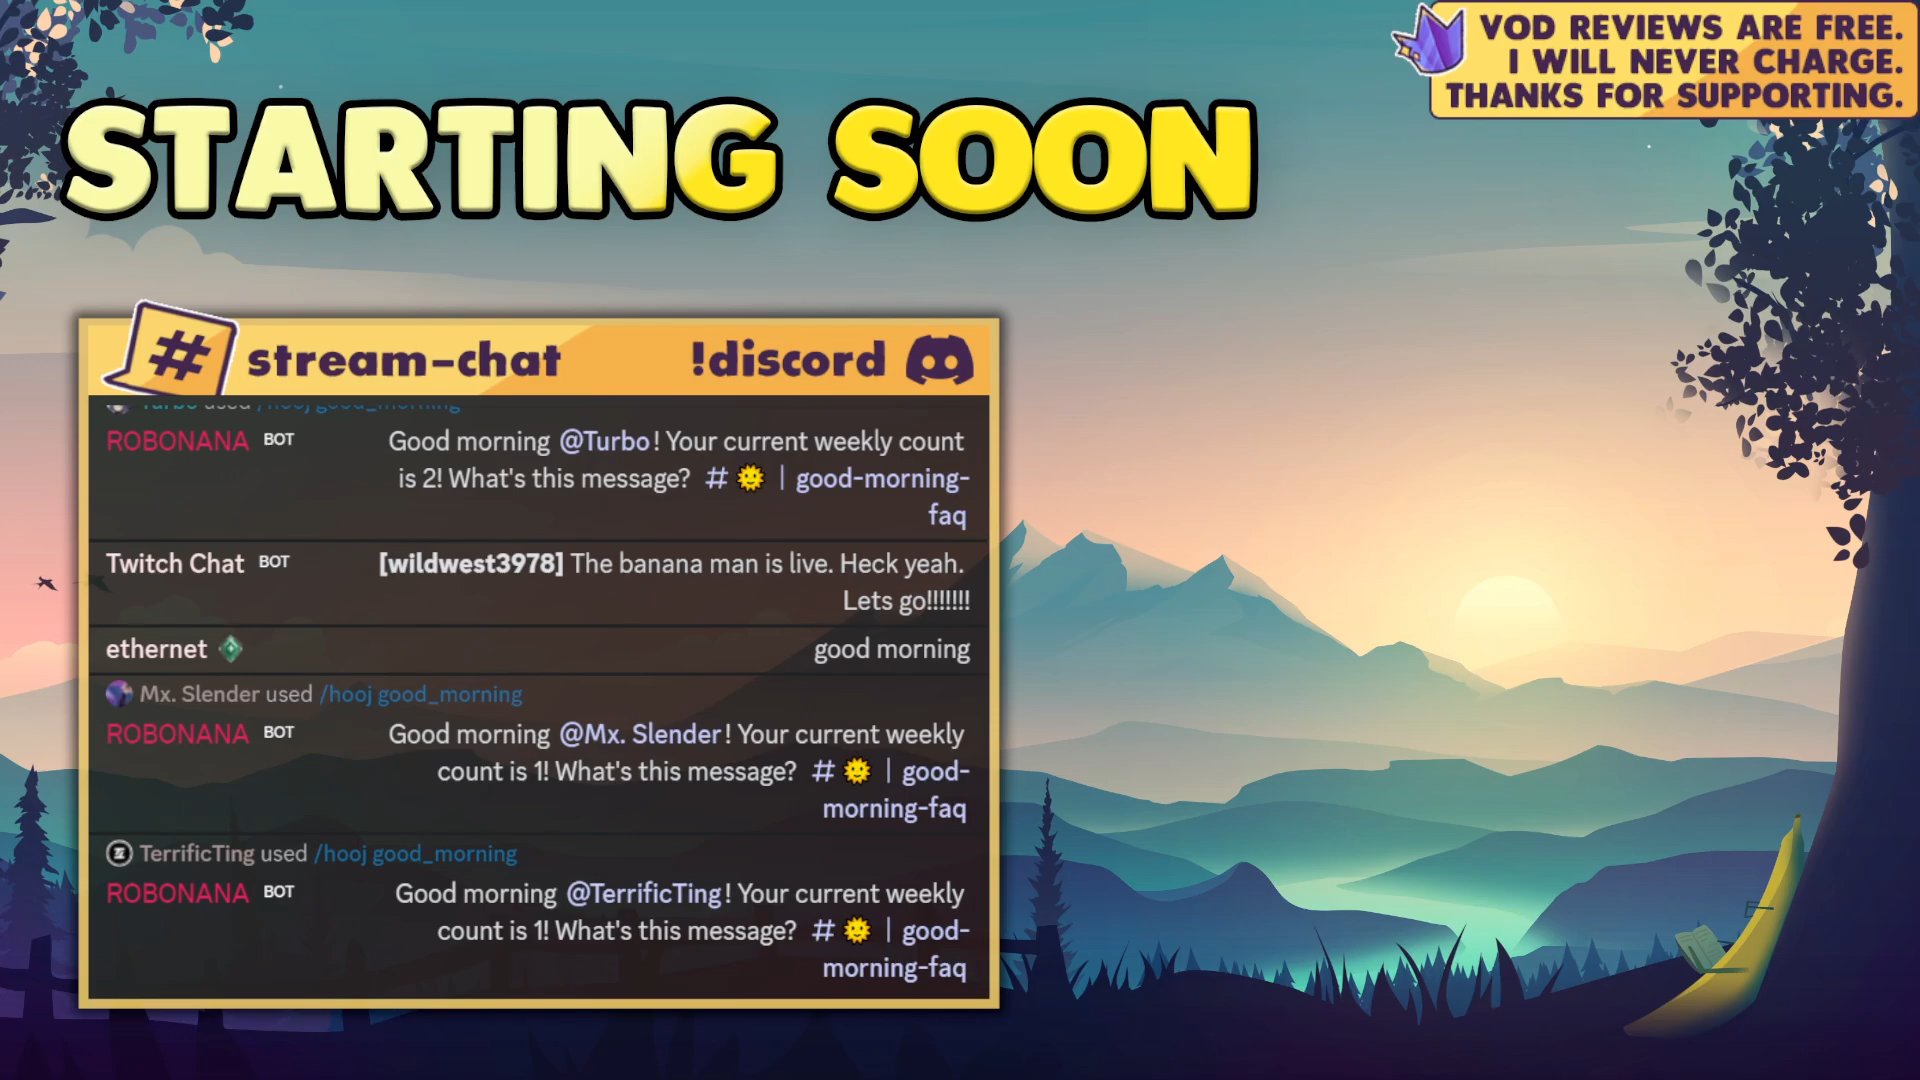 VOD REVIEWS ARE FREE.
I WILL NEVER CHARGE.
THANKS FOR SUPPORTING.
STARTING SOON
# stream-chat !discord
Turbo used /hooj good_morning
ROBONANA BOT Good morning @Turbo! Your current weekly count
is 2! What's this message? # 🌞 | good-morning-
faq
Twitch Chat BOT [wildwest3978] The banana man is live. Heck yeah.
Lets go!!!!!!!
ethernet good morning
Mx. Slender used /hooj good_morning
ROBONANA BOT Good morning @Mx. Slender! Your current weekly
count is 1! What's this message? # 🌞 | good-
morning-faq
TerrificTing used /hooj good_morning
ROBONANA BOT Good morning @TerrificTing! Your current weekly
count is 1! What's this message? # 🌞 | good-
morning-faq